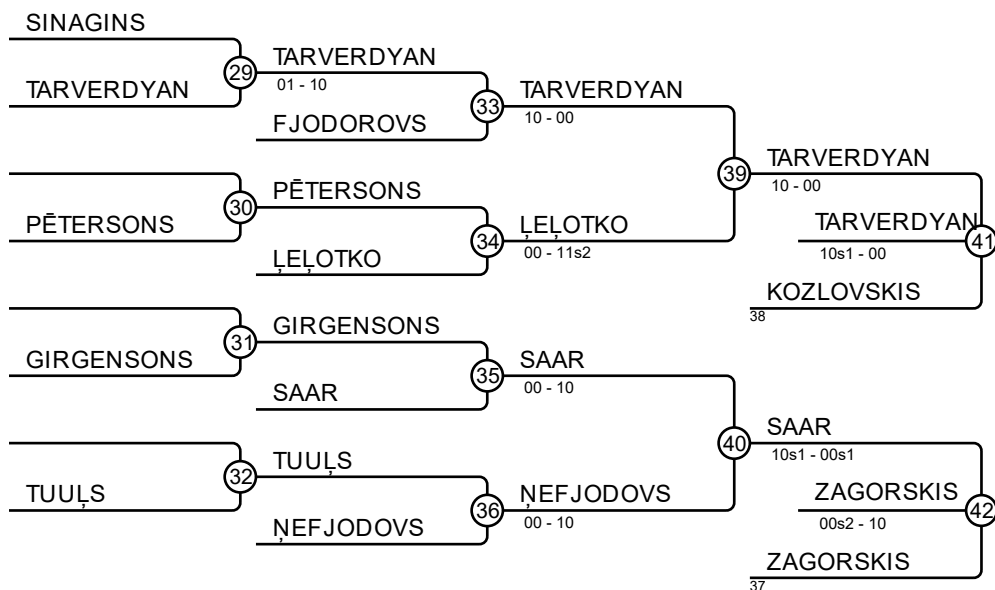 SINAGINS
29
TARVERDYAN
01 - 10
TARVERDYAN
33
TARVERDYAN
10 - 00
FJODOROVS
39
TARVERDYAN
10 - 00
30
PĒTERSONS
PĒTERSONS
34
ĻEĻOTKO
00 - 11s2
ĻEĻOTKO
TARVERDYAN
41
10s1 - 00
KOZLOVSKIS
38
31
GIRGENSONS
GIRGENSONS
35
SAAR
00 - 10
SAAR
40
SAAR
10s1 - 00s1
32
TUUĻS
TUUĻS
36
ŅEFJODOVS
00 - 10
ŅEFJODOVS
ZAGORSKIS
42
00s2 - 10
ZAGORSKIS
37